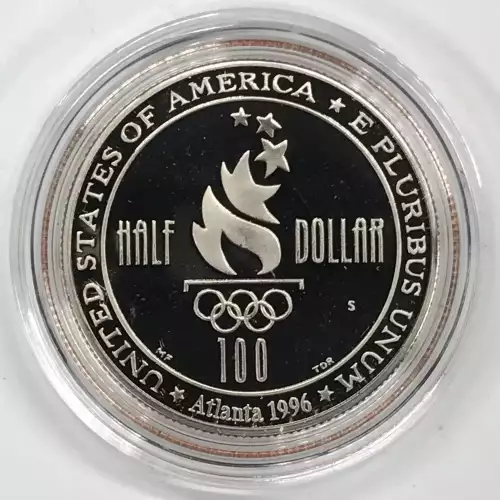 UNITED STATES OF AMERICA ★ E PLURIBUS UNUM
HALF DOLLAR
S
100
MF
TDR
★ Atlanta 1996 ★